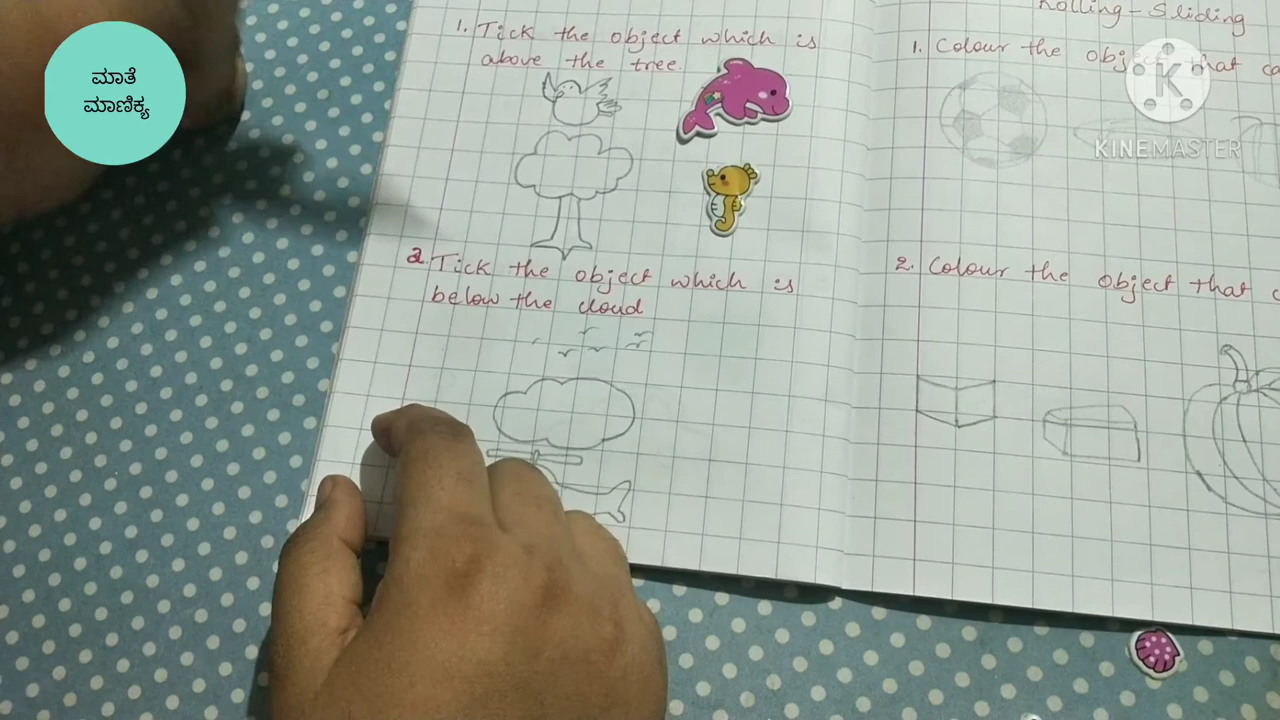 ಮಾತೆ
ಮಾಣಿಕ್ಯ
1. Tick the object which is
above the tree.
2. Tick the object which is
below the cloud
Rolling - Sliding
1. Colour the object that ca
2. Colour the object that c
K
KINEMASTER